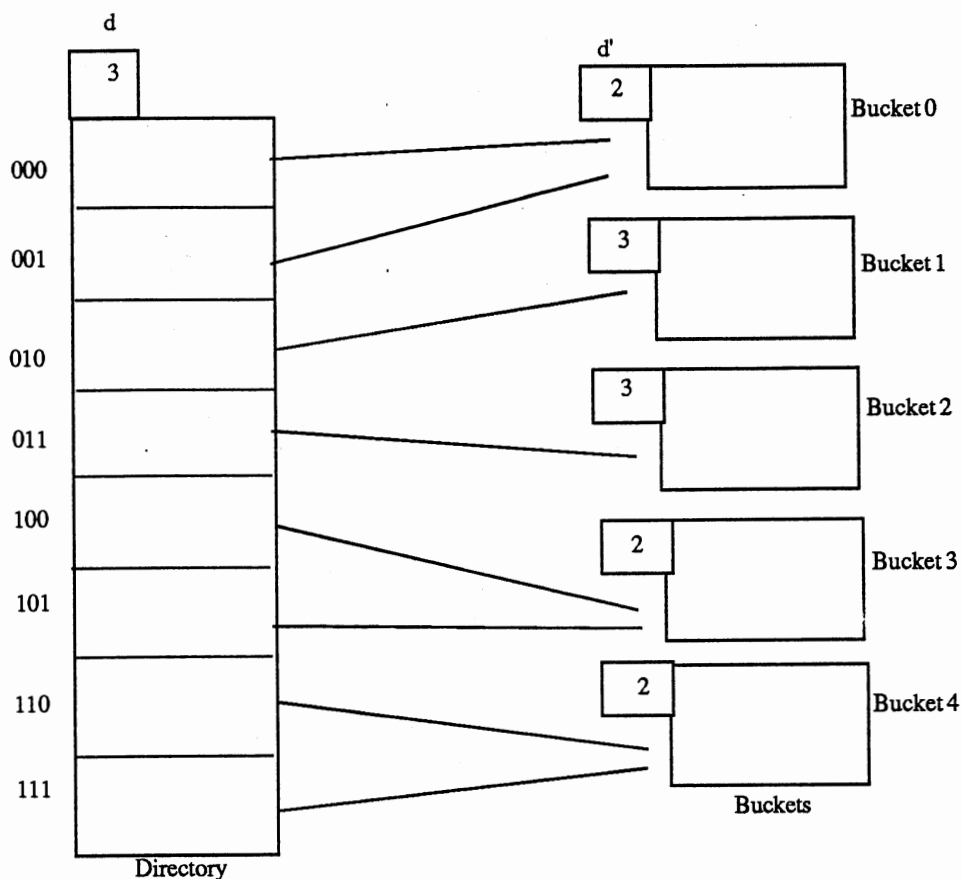 d
3
d'
2
Bucket 0
000
001
3
Bucket 1
010
3
Bucket 2
011
100
2
Bucket 3
101
2
Bucket 4
110
111
Buckets
Directory